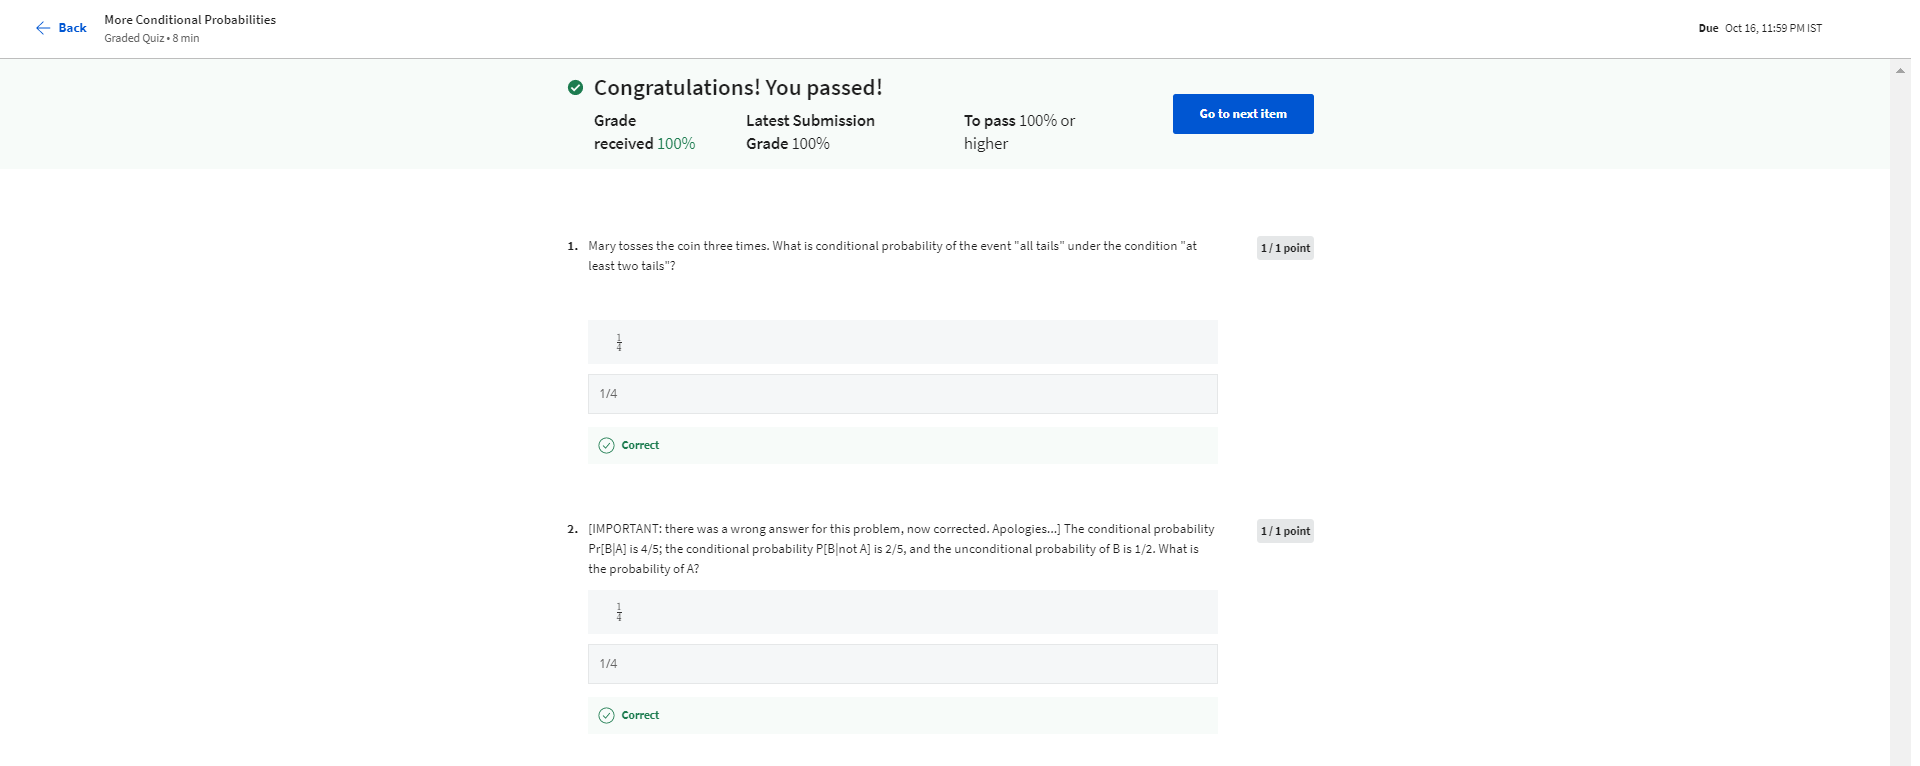 Back
More Conditional Probabilities
Graded Quiz • 8 min
Due Oct 16, 11:59 PM IST
Congratulations! You passed!
Grade received 100%
Latest Submission Grade 100%
To pass 100% or higher
Go to next item
1. Mary tosses the coin three times. What is conditional probability of the event "all tails" under the condition "at
least two tails"?
1 / 1 point
1/4
1/4
Correct
2. [IMPORTANT: there was a wrong answer for this problem, now corrected. Apologies...] The conditional probability
Pr[B|A] is 4/5; the conditional probability P[B|not A] is 2/5, and the unconditional probability of B is 1/2. What is
the probability of A?
1 / 1 point
1/4
1/4
Correct